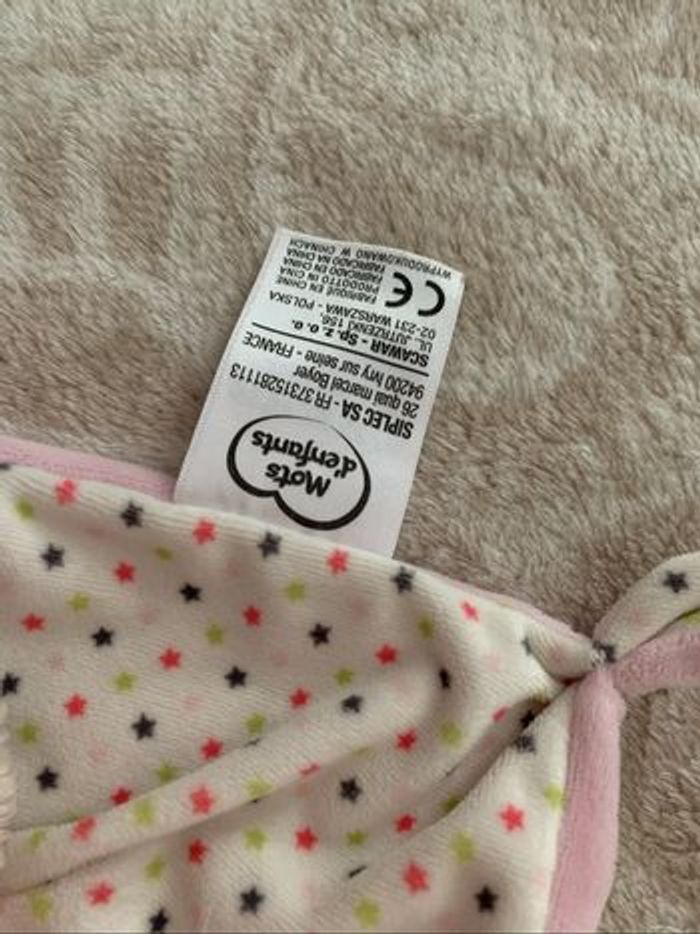 Mots
d'enfants
SIPLEC SA - FR 37315281113
26 quai marcel Boyer
94200 Ivry sur seine - FRANCE
SCAWAR - Sp. z. o. o.
UL. JUTRZENKI 156,
02-231 WARSZAWA - POLSKA
CE
FABRIQUÉ EN CHINE
PRODOTTO IN CINA
FABRICADO EN CHINA
FABRICADO NA CHINA
WYPRODUKOWANO W CHINACH